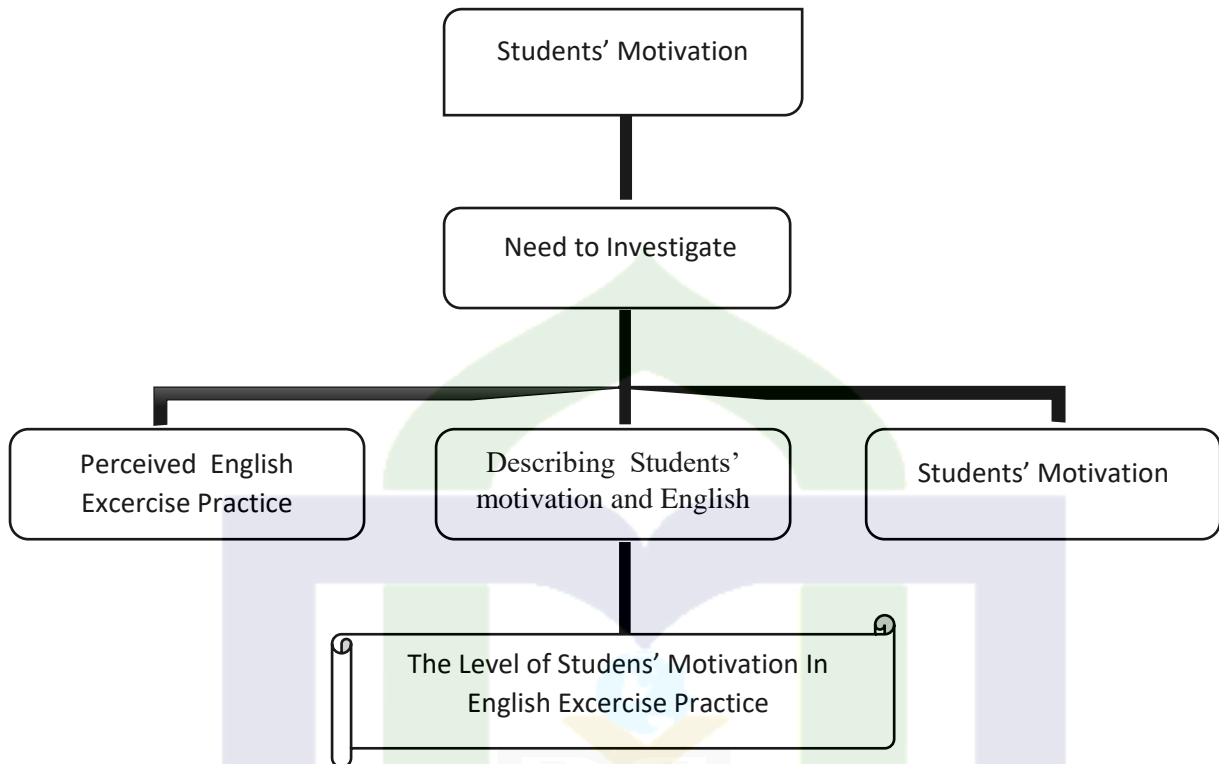 Students’ Motivation
Need to Investigate
Perceived English
Excercise Practice
Describing Students’
motivation and English
Students’ Motivation
The Level of Studens’ Motivation In
English Excercise Practice